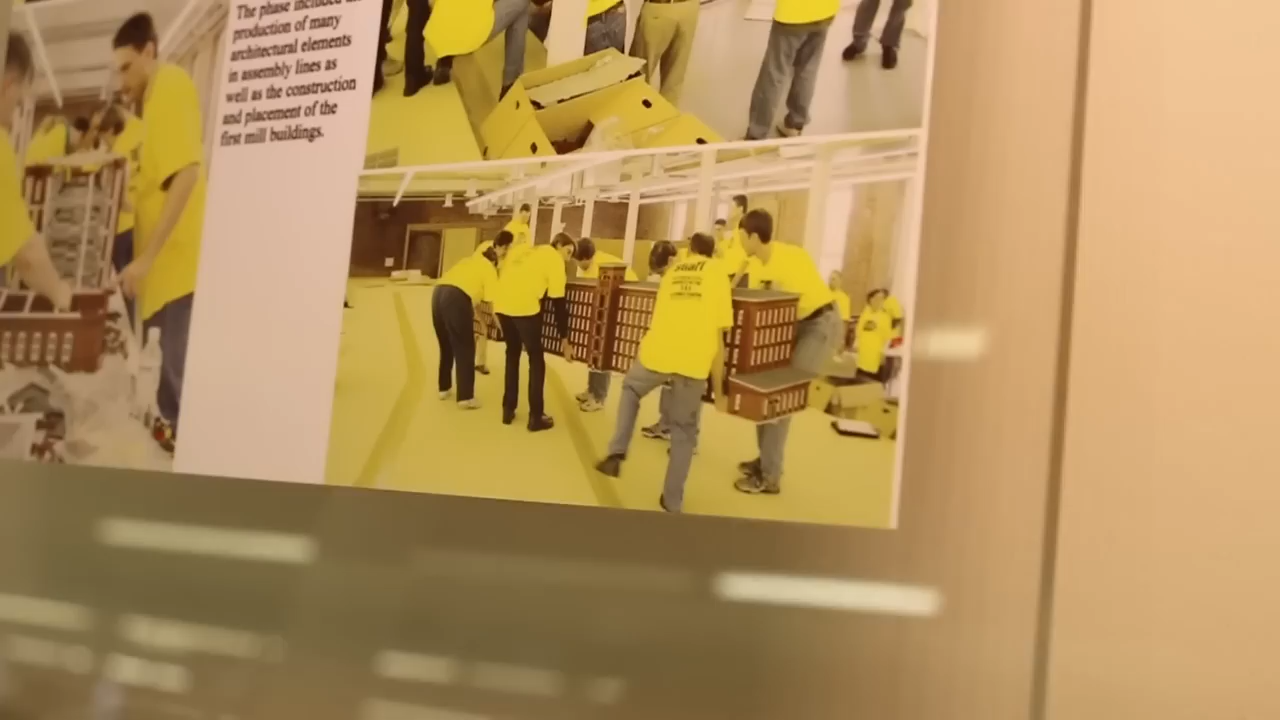 The phase included
production of many
architectural elements
in assembly lines as
well as the construction
and placement of the
first mill buildings.
Staff